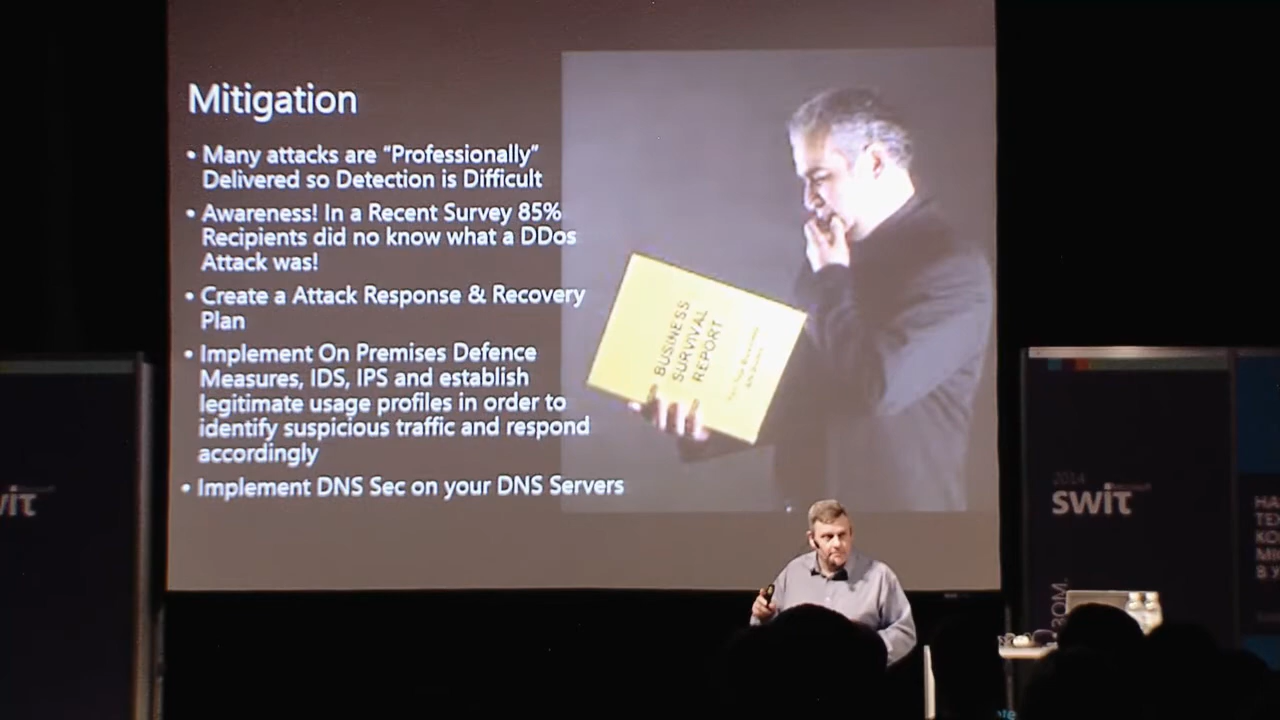 Mitigation
• Many attacks are “Professionally”
Delivered so Detection is Difficult
• Awareness! In a Recent Survey 85%
Recipients did no know what a DDos
Attack was!
• Create a Attack Response & Recovery
Plan
• Implement On Premises Defence
Measures, IDS, IPS and establish
legitimate usage profiles in order to
identify suspicious traffic and respond
accordingly
• Implement DNS Sec on your DNS Servers
BUSINESS
SURVIVAL
REPORT
2014
swit